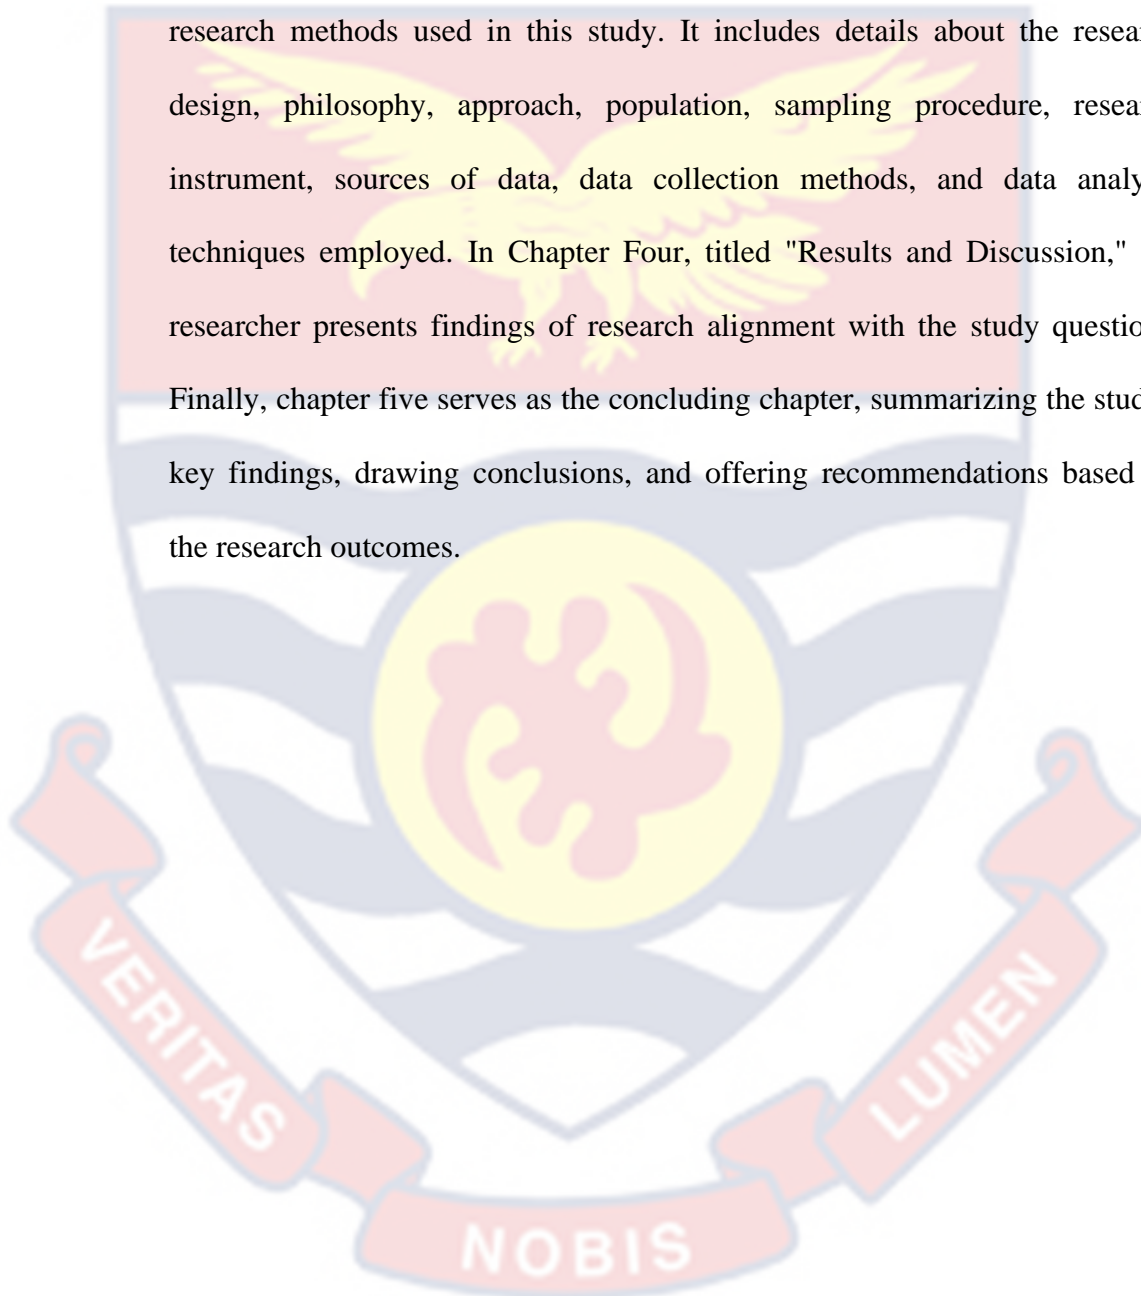 research methods used in this study. It includes details about the resear
design, philosophy, approach, population, sampling procedure, resear
instrument, sources of data, data collection methods, and data analy
techniques employed. In Chapter Four, titled "Results and Discussion,"
researcher presents findings of research alignment with the study questio
Finally, chapter five serves as the concluding chapter, summarizing the stud
key findings, drawing conclusions, and offering recommendations based
the research outcomes.
VERITAS
NOBIS
LUMEN